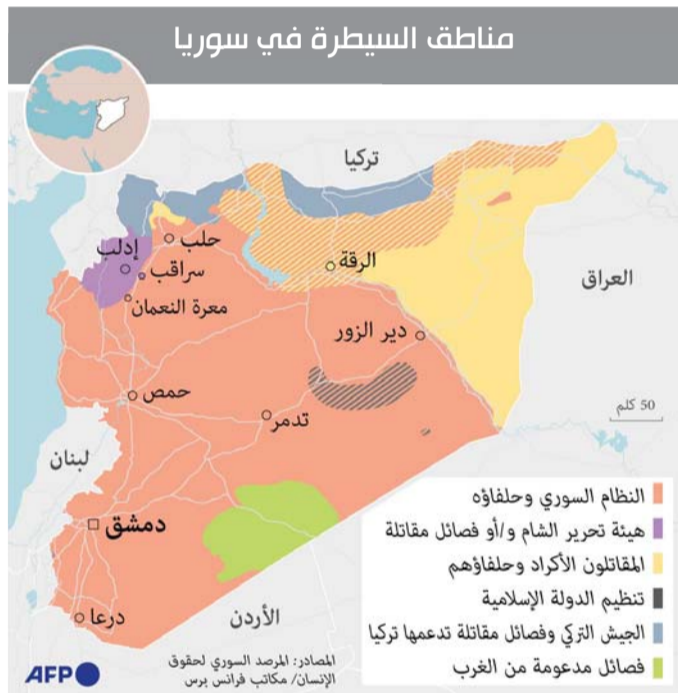 مناطق السيطرة في سوريا
تركيا
حلب
إدلب
سراقب
الرقة
العراق
معرة النعمان
دير الزور
حمص
تدمر
50 كلم
لبنان
دمشق
درعا
الأردن
النظام السوري وحلفاؤه
هيئة تحرير الشام و/أو فصائل مقاتلة
المقاتلون الأكراد وحلفاؤهم
تنظيم الدولة الإسلامية
الجيش التركي وفصائل مقاتلة تدعمها تركيا
فصائل مدعومة من الغرب
المصادر: المرصد السوري لحقوق
الإنسان/ مكاتب فرانس برس
AFP